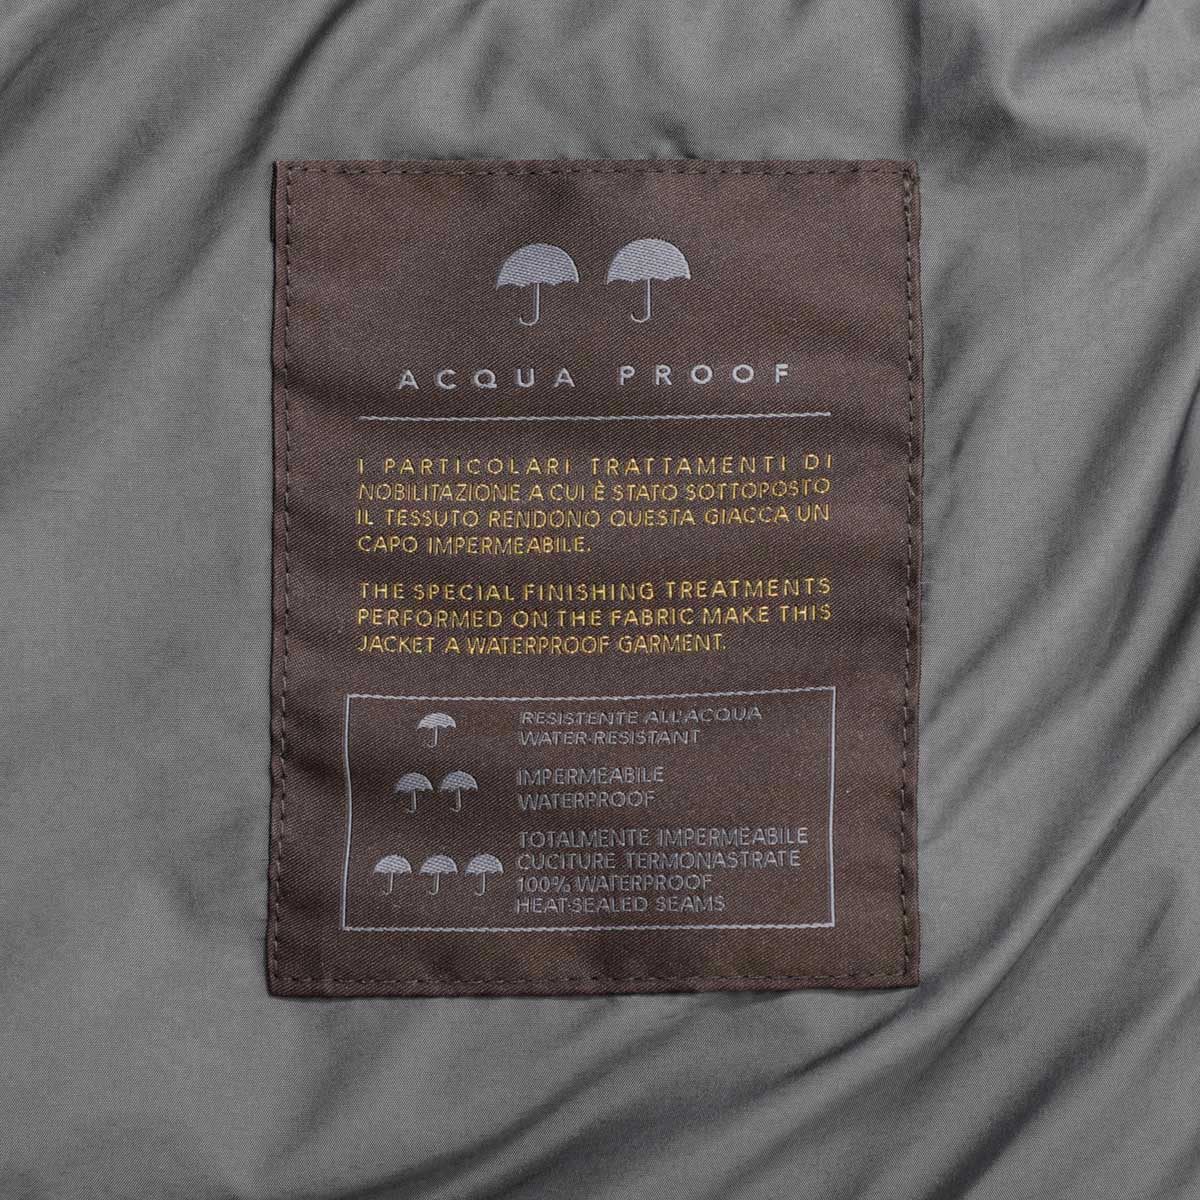 ACQUA PROOF
I PARTICOLARI TRATTAMENTI DI
NOBILITAZIONE A CUI È STATO SOTTOPOSTO
IL TESSUTO RENDONO QUESTA GIACCA UN
CAPO IMPERMEABILE.
THE SPECIAL FINISHING TREATMENTS
PERFORMED ON THE FABRIC MAKE THIS
JACKET A WATERPROOF GARMENT.
RESISTENTE ALL'ACQUA
WATER-RESISTANT
IMPERMEABILE
WATERPROOF
TOTALMENTE IMPERMEABILE
CUCITURE TERMONASTRATE
100% WATERPROOF
HEAT-SEALED SEAMS